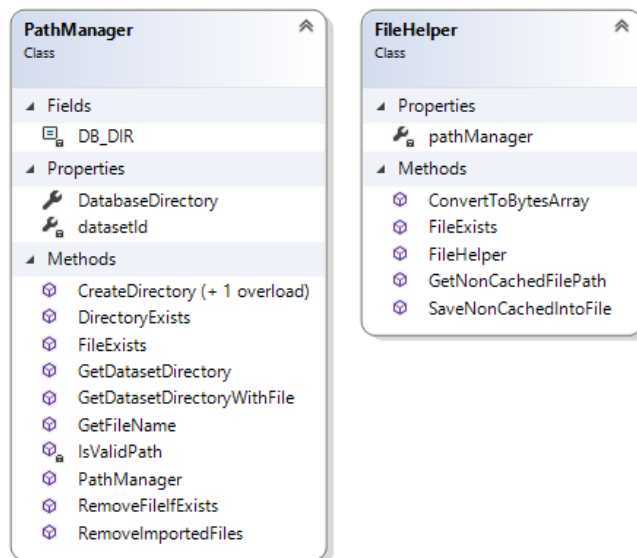 PathManager
Class
Fields
DB_DIR
Properties
DatabaseDirectory
datasetId
Methods
CreateDirectory (+ 1 overload)
DirectoryExists
FileExists
GetDatasetDirectory
GetDatasetDirectoryWithFile
GetFileName
IsValidPath
PathManager
RemoveFileIfExists
RemoveImportedFiles
FileHelper
Class
Properties
pathManager
Methods
ConvertToBytesArray
FileExists
FileHelper
GetNonCachedFilePath
SaveNonCachedIntoFile